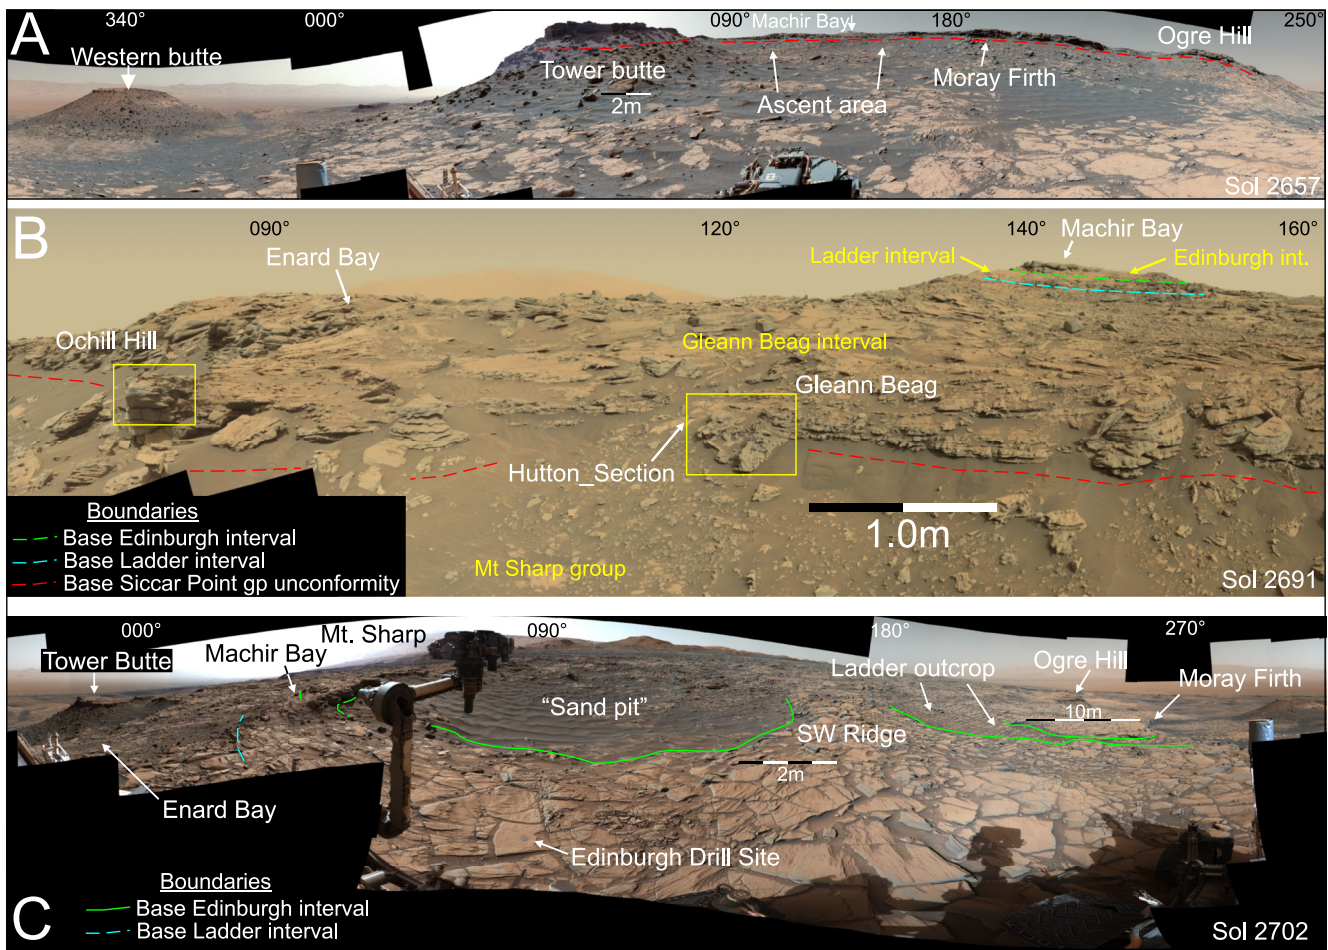 A
340°
000°
090°
Machir Bay
180°
250°
Western butte
Tower butte
2m
Ascent area
Moray Firth
Ogre Hill
Sol 2657
B
090°
120°
140°
160°
Enard Bay
Machir Bay
Ladder interval
Edinburgh int.
Ochill Hill
Gleann Beag interval
Gleann Beag
Hutton_Section
1.0m
Mt Sharp group
Boundaries
Base Edinburgh interval
Base Ladder interval
Base Siccar Point gp unconformity
Sol 2691
000°
Mt. Sharp
090°
180°
270°
Tower Butte
Machir Bay
Ladder outcrop
Ogre Hill
Moray Firth
"Sand pit"
10m
SW Ridge
2m
Enard Bay
Edinburgh Drill Site
Boundaries
Base Edinburgh interval
Base Ladder interval
C
Sol 2702